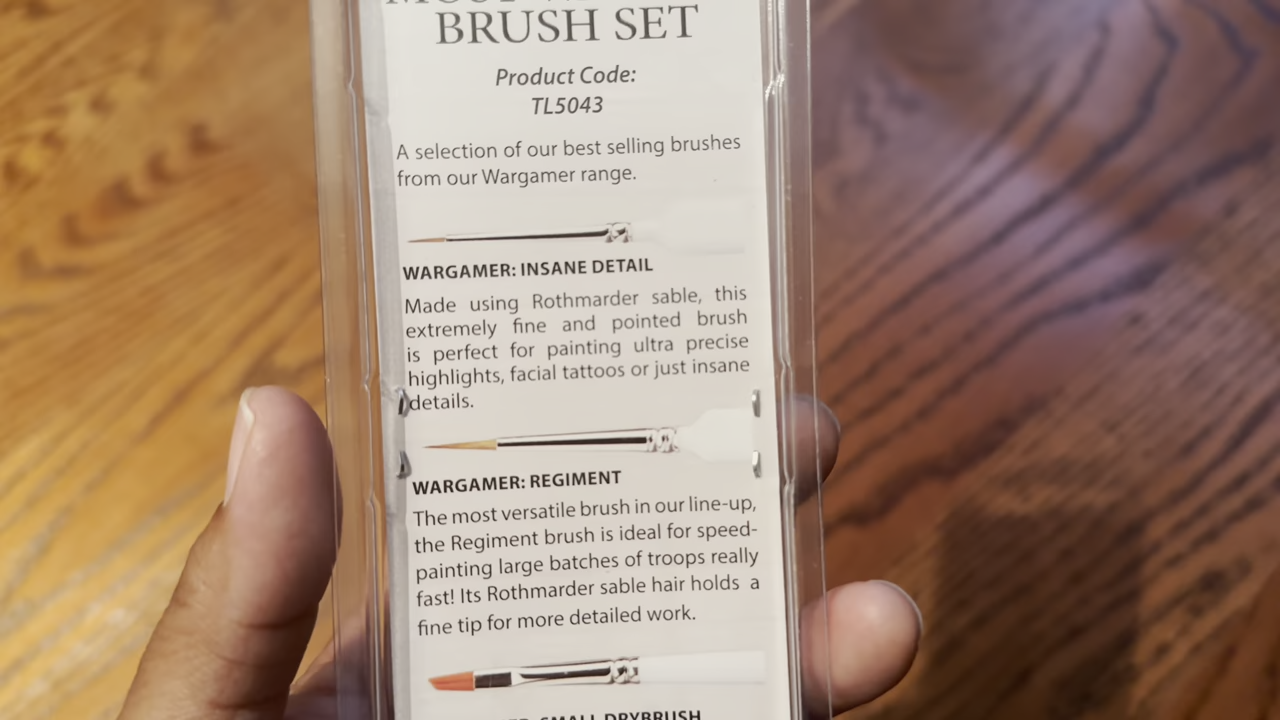 BRUSH SET
Product Code:
TL5043
A selection of our best selling brushes
from our Wargamer range.
WARGAMER: INSANE DETAIL
Made using Rothmarder sable, this
extremely fine and pointed brush
is perfect for painting ultra precise
highlights, facial tattoos or just insane
details.
WARGAMER: REGIMENT
The most versatile brush in our line-up,
the Regiment brush is ideal for speed-
painting large batches of troops really
fast! Its Rothmarder sable hair holds a
fine tip for more detailed work.
SMALL DRYBRUSH